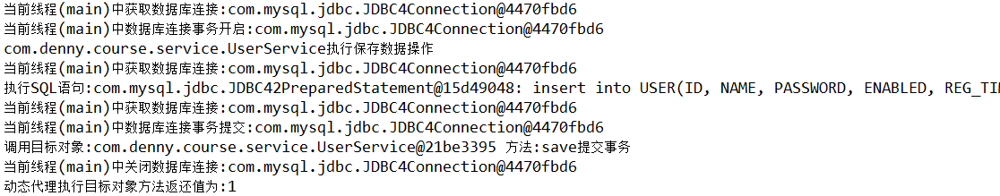 当前线程(main)中获取数据库连接:com.mysql.jdbc.JDBC4Connection@4470fbd6
当前线程(main)中数据库连接事务开启:com.mysql.jdbc.JDBC4Connection@4470fbd6
com.denny.course.service.UserService执行保存数据操作
当前线程(main)中获取数据库连接:com.mysql.jdbc.JDBC4Connection@4470fbd6
执行SQL语句:com.mysql.jdbc.JDBC42PreparedStatement@15d49048: insert into USER(ID, NAME, PASSWORD, ENABLED, REG_TIM
当前线程(main)中获取数据库连接:com.mysql.jdbc.JDBC4Connection@4470fbd6
当前线程(main)中数据库连接事务提交:com.mysql.jdbc.JDBC4Connection@4470fbd6
调用目标对象:com.denny.course.service.UserService@21be3395 方法:save提交事务
当前线程(main)中关闭数据库连接:com.mysql.jdbc.JDBC4Connection@4470fbd6
动态代理执行目标对象方法返还值为:1